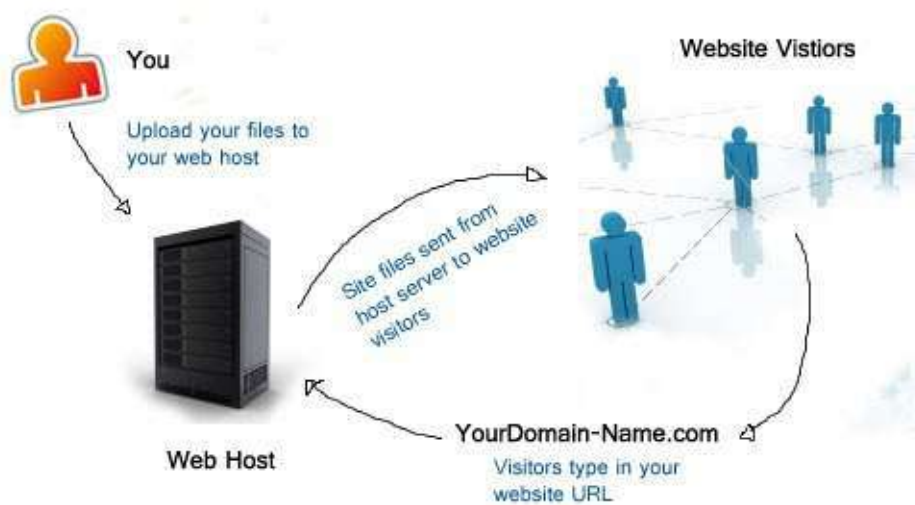 You
Upload your files to
your web host
Website Vistiors
Site files sent from
host server to website
visitors
YourDomain-Name.com
Visitors type in your
website URL
Web Host